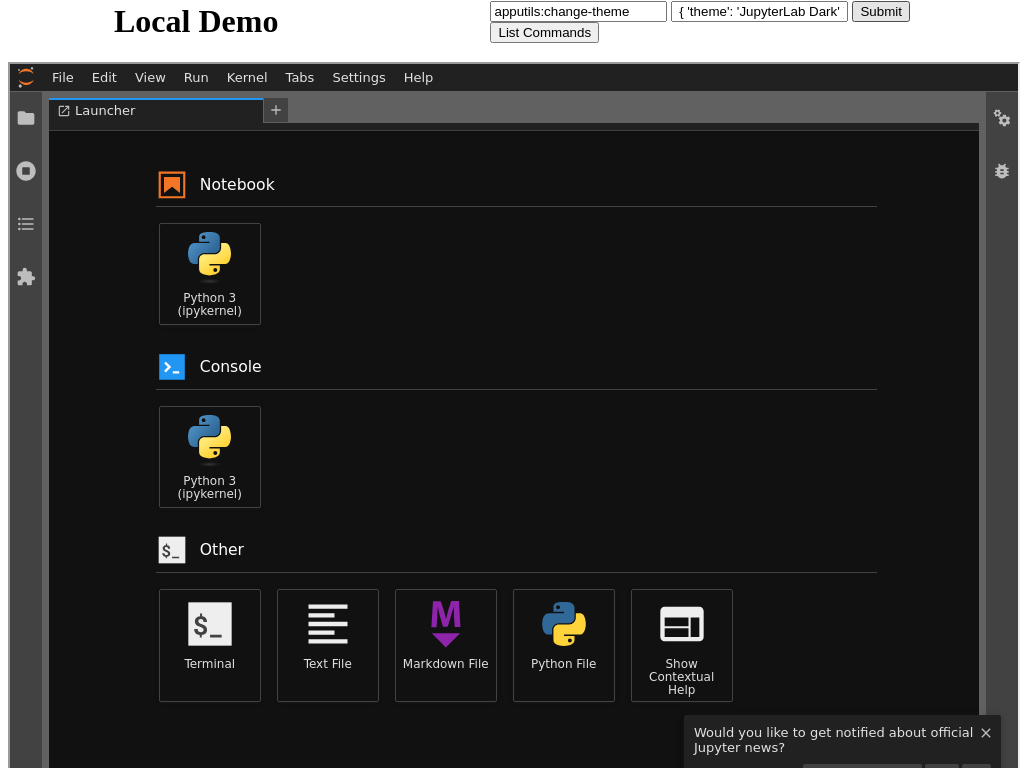 Local Demo
apputils:change-theme
{ 'theme': 'JupyterLab Dark'
Submit
List Commands
File Edit View Run Kernel Tabs Settings Help
Launcher
Notebook
Python 3
(ipykernel)
Console
Python 3
(ipykernel)
$_
Other
$_
Terminal
Text File
M
Markdown File
Python File
Show
Contextual
Help
Would you like to get notified about official
Jupyter news?